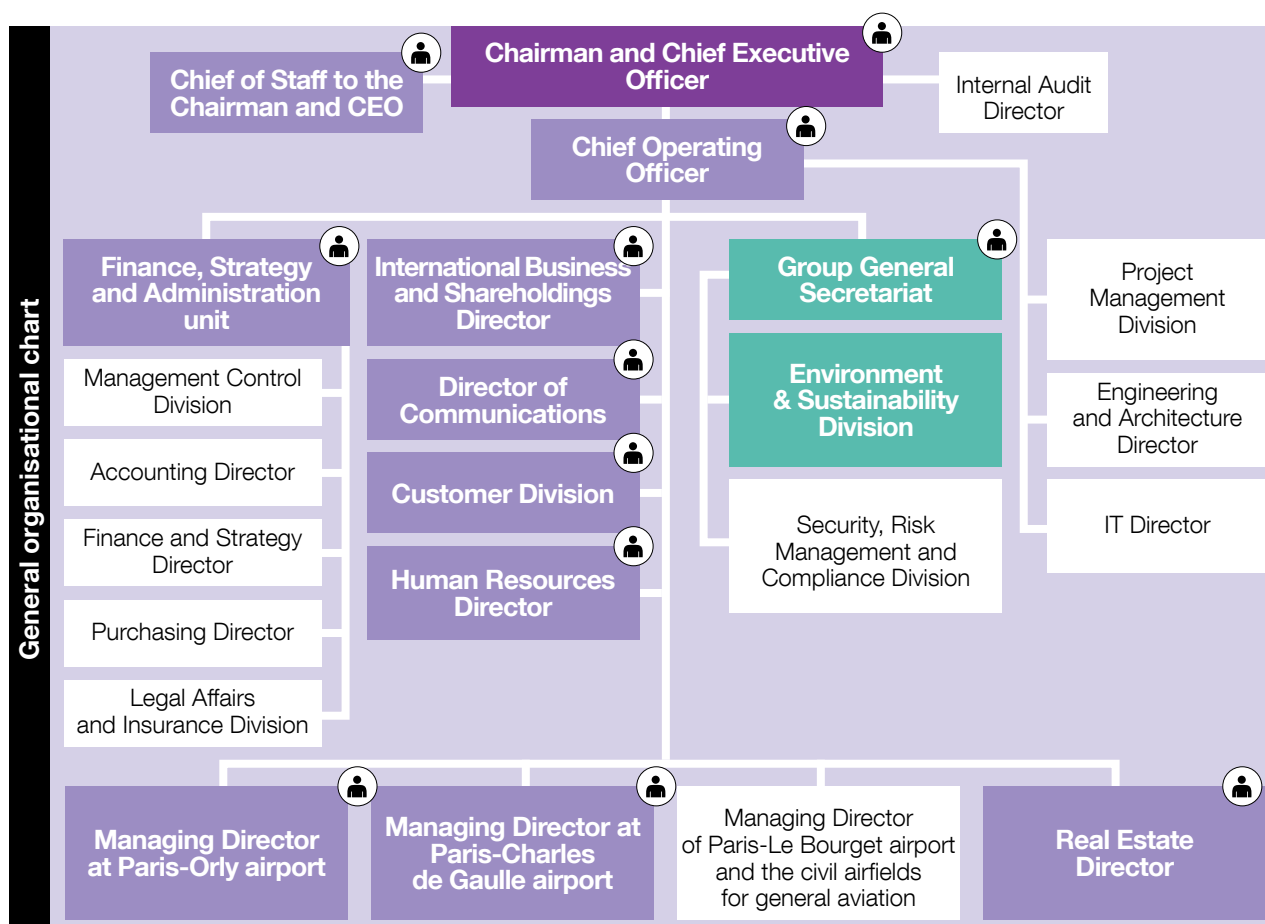 General organisational chart
Chairman and Chief Executive
Officer
Chief of Staff to the
Chairman and CEO
Internal Audit
Director
Chief Operating
Officer
Finance, Strategy
and Administration
unit
Management Control
Division
Accounting Director
Finance and Strategy
Director
Purchasing Director
Legal Affairs
and Insurance Division
International Business
and Shareholdings
Director
Director of
Communications
Customer Division
Human Resources
Director
Group General
Secretariat
Environment
& Sustainability
Division
Security, Risk
Management and
Compliance Division
Project
Management
Division
Engineering
and Architecture
Director
IT Director
Managing Director
at Paris-Orly airport
Managing Director at
Paris-Charles
de Gaulle airport
Managing Director
of Paris-Le Bourget airport
and the civil airfields
for general aviation
Real Estate
Director